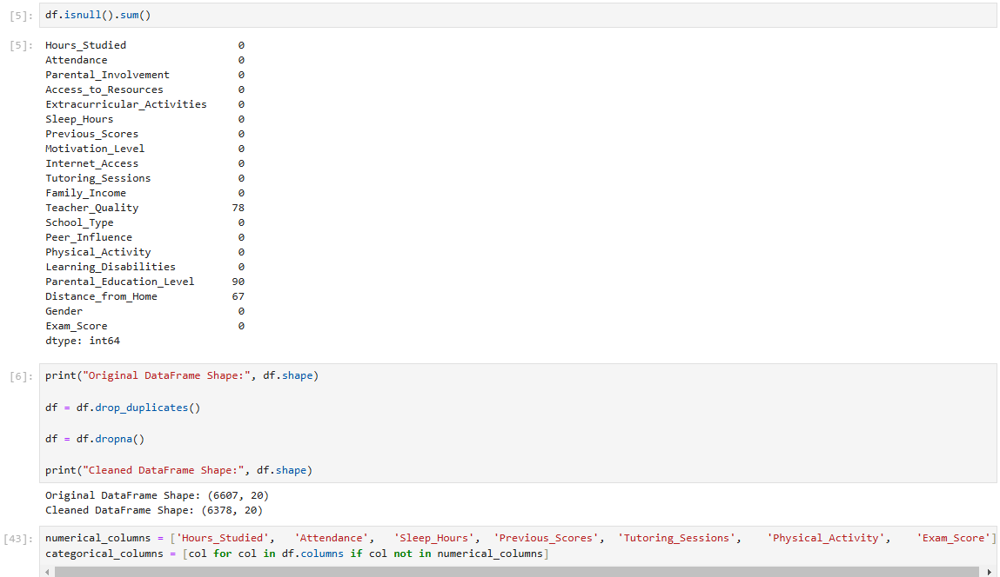 [5]: df.isnull().sum()
[5]: Hours_Studied 0
Attendance 0
Parental_Involvement 0
Access_to_Resources 0
Extracurricular_Activities 0
Sleep_Hours 0
Previous_Scores 0
Motivation_Level 0
Internet_Access 0
Tutoring_Sessions 0
Family_Income 0
Teacher_Quality 78
School_Type 0
Peer_Influence 0
Physical_Activity 0
Learning_Disabilities 0
Parental_Education_Level 90
Distance_from_Home 67
Gender 0
Exam_Score 0
dtype: int64
[6]: print("Original DataFrame Shape:", df.shape)
df = df.drop_duplicates()
df = df.dropna()
print("Cleaned DataFrame Shape:", df.shape)
Original DataFrame Shape: (6607, 20)
Cleaned DataFrame Shape: (6378, 20)
[43]: numerical_columns = ['Hours_Studied', 'Attendance', 'Sleep_Hours', 'Previous_Scores', 'Tutoring_Sessions', 'Physical_Activity', 'Exam_Score']
categorical_columns = [col for col in df.columns if col not in numerical_columns]